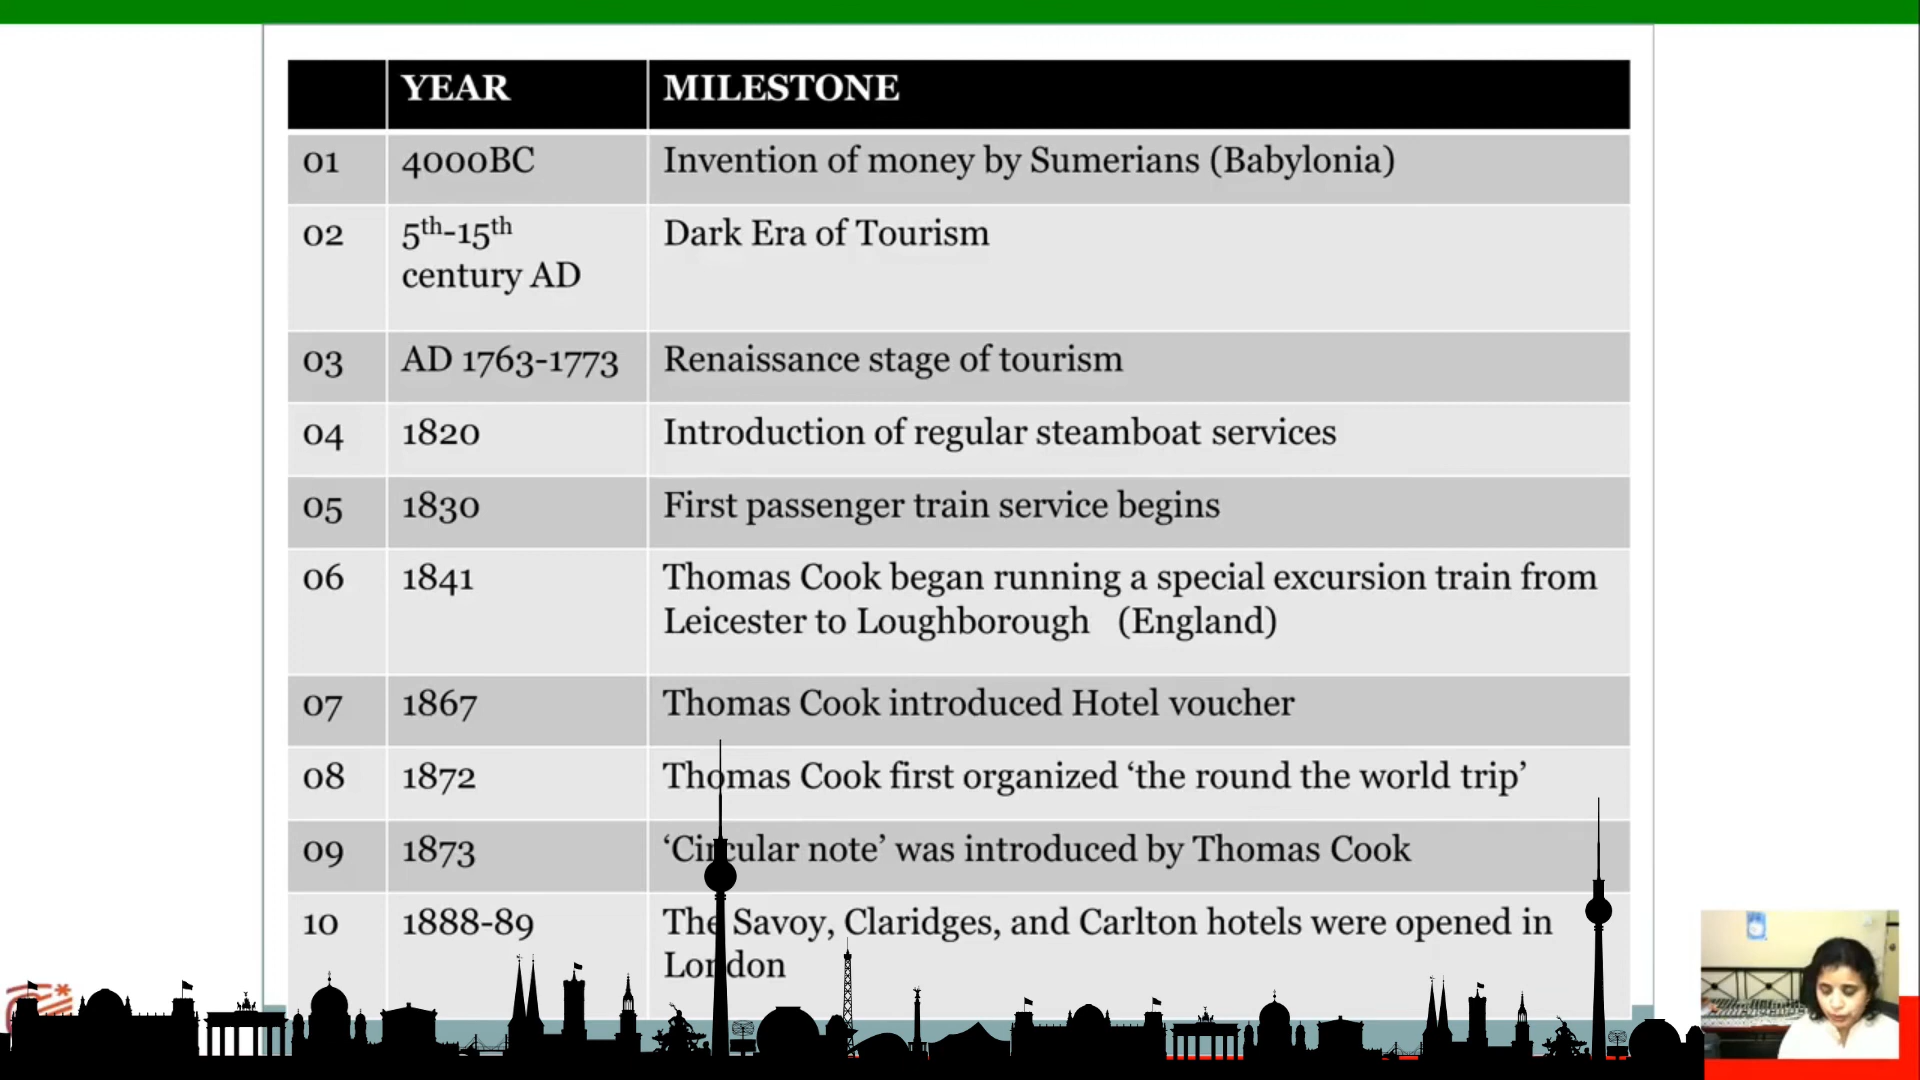 YEAR MILESTONE
01 4000BC Invention of money by Sumerians (Babylonia)
02 5th-15th Dark Era of Tourism
century AD
03 AD 1763-1773 Renaissance stage of tourism
04 1820 Introduction of regular steamboat services
05 1830 First passenger train service begins
06 1841 Thomas Cook began running a special excursion train from
Leicester to Loughborough (England)
07 1867 Thomas Cook introduced Hotel voucher
08 1872 Thomas Cook first organized ‘the round the world trip’
09 1873 ‘Circular note’ was introduced by Thomas Cook
10 1888-89 The Savoy, Claridges, and Carlton hotels were opened in
London